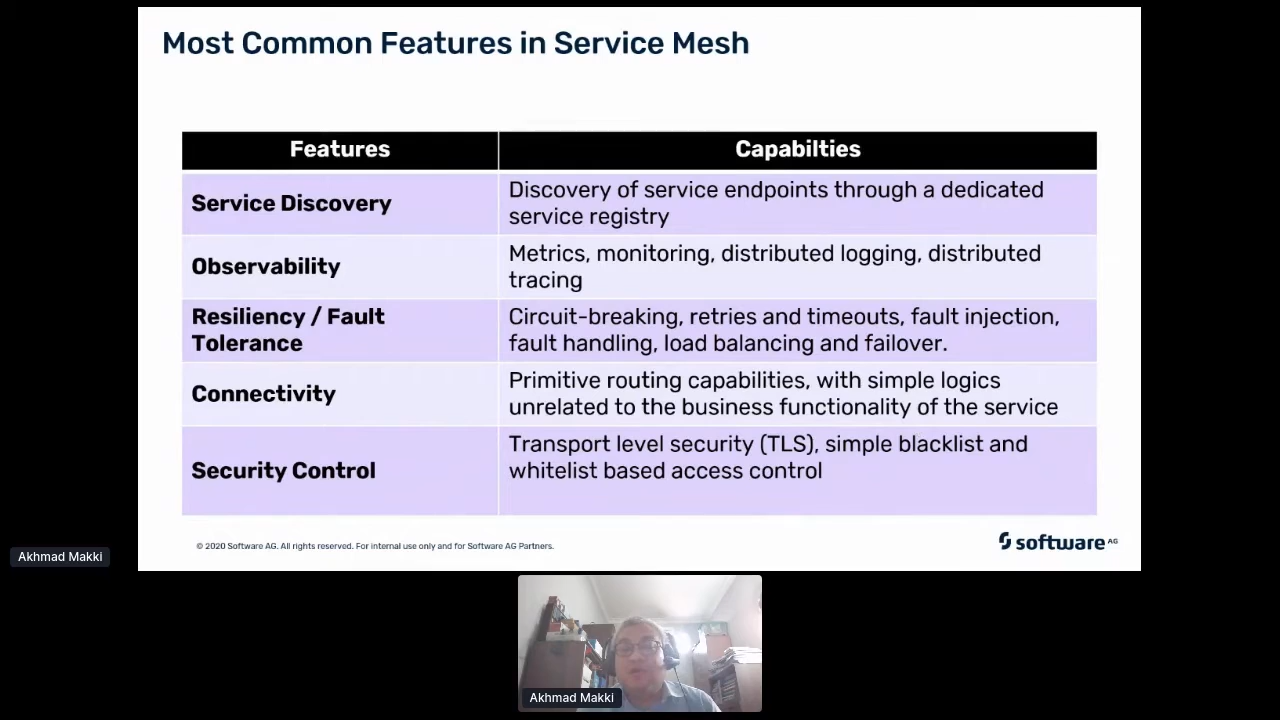 Most Common Features in Service Mesh
Features
Capabilties
Service Discovery
Discovery of service endpoints through a dedicated
service registry
Observability
Metrics, monitoring, distributed logging, distributed
tracing
Resiliency / Fault
Tolerance
Circuit-breaking, retries and timeouts, fault injection,
fault handling, load balancing and failover.
Connectivity
Primitive routing capabilities, with simple logics
unrelated to the business functionality of the service
Security Control
Transport level security (TLS), simple blacklist and
whitelist based access control
© 2020 Software AG. All rights reserved. For internal use only and for Software AG Partners.
software AG
Akhmad Makki
Akhmad Makki